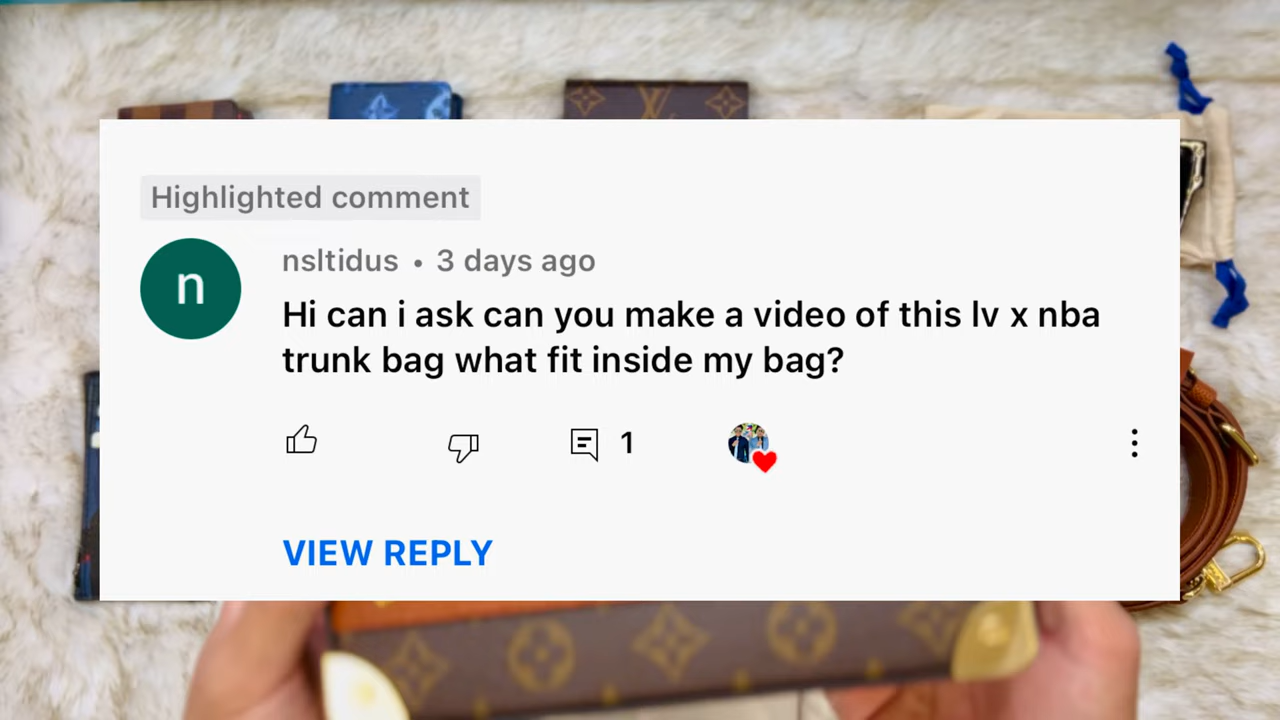 Highlighted comment
n
nsltidus • 3 days ago
Hi can i ask can you make a video of this lv x nba
trunk bag what fit inside my bag?
1
VIEW REPLY